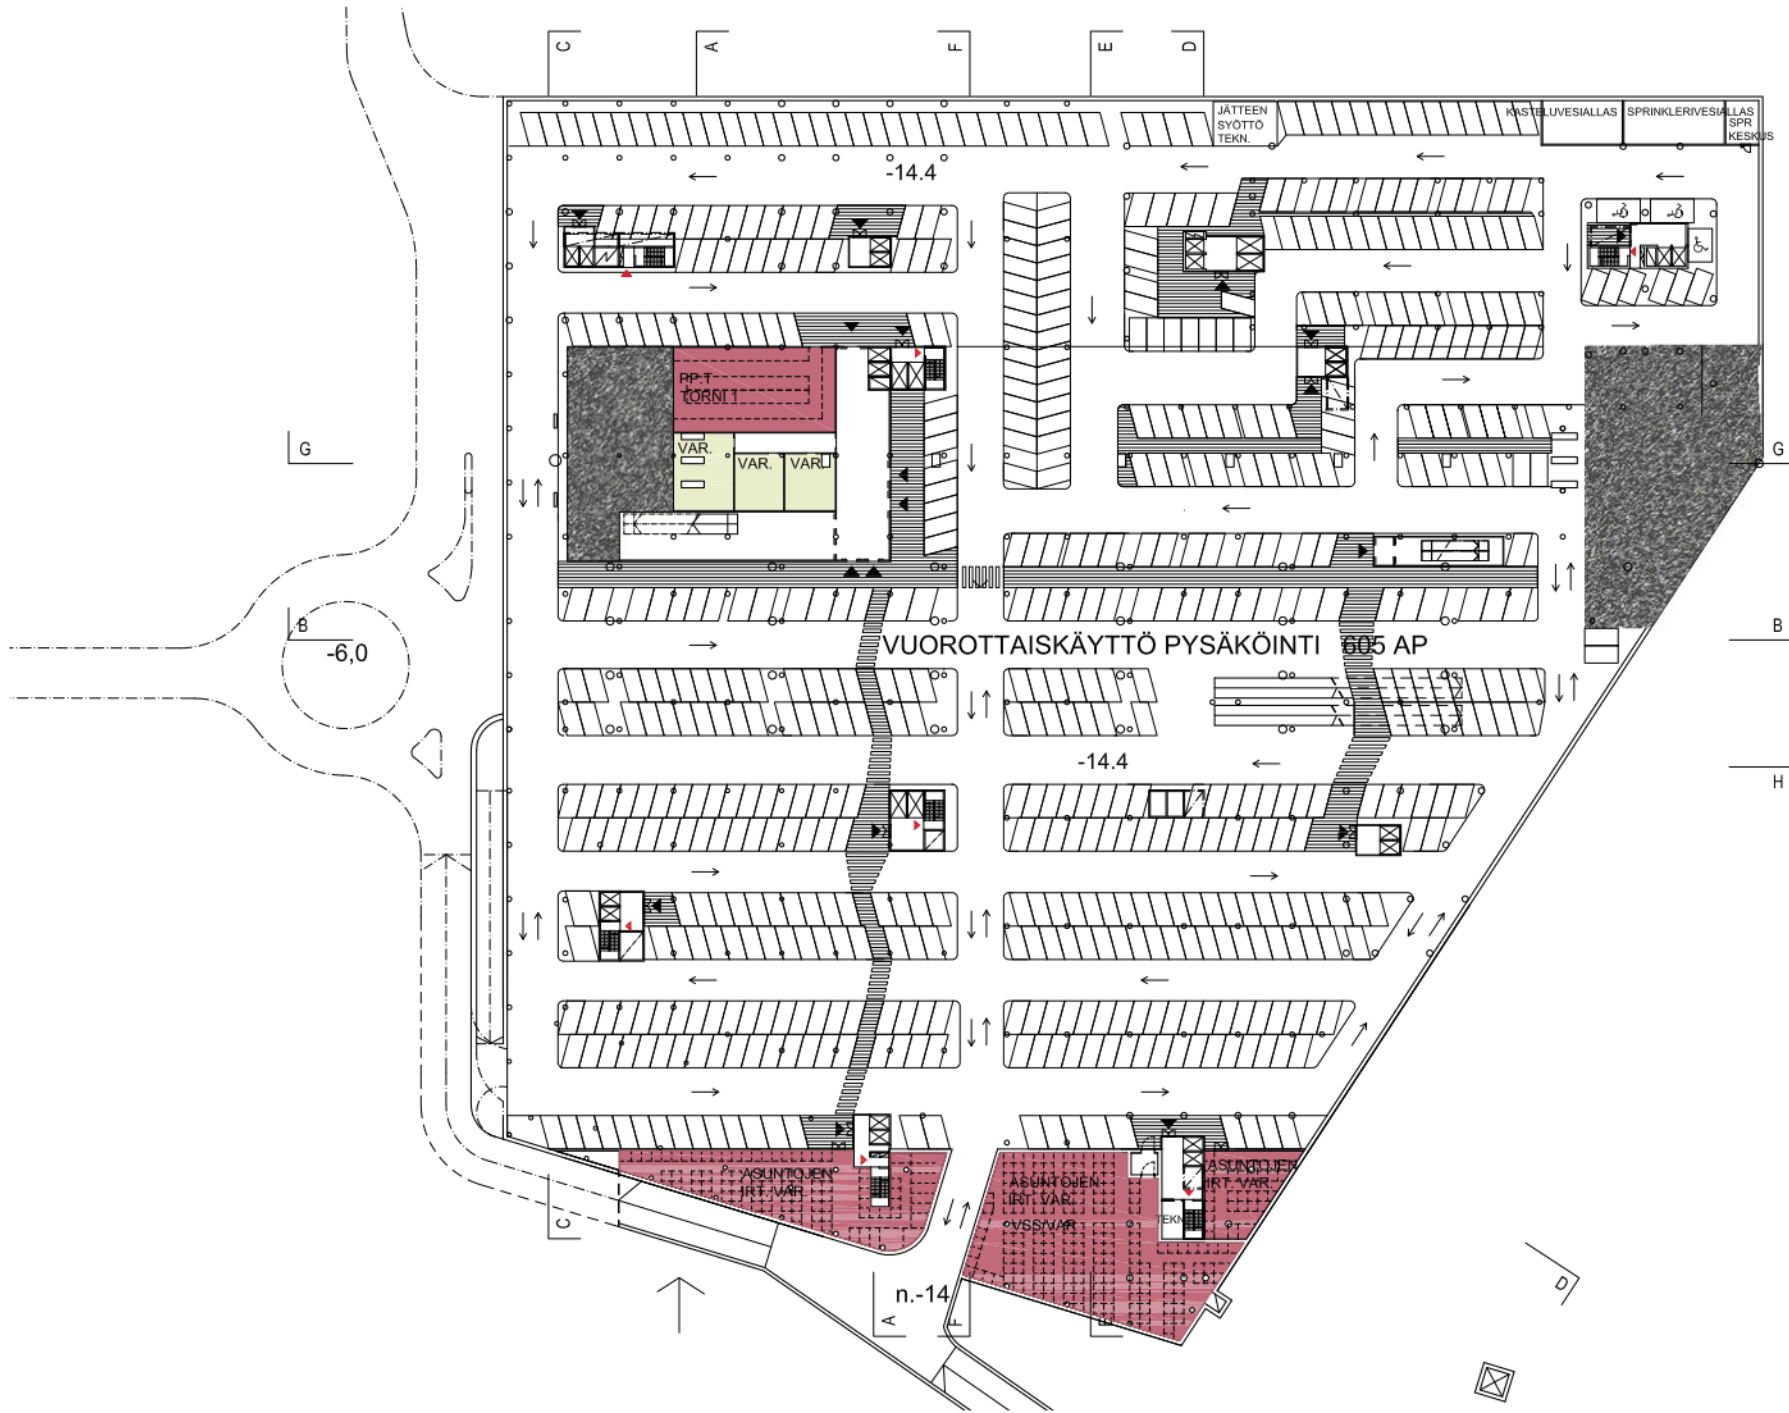 C
A
F
E
D
JÄTTEEN
SYÖTTÖ
TEKN.
KASTELUVESIALLAS
SPRINKLERIVESIALLAS
SPR
KESKUS
-14.4
PP.T
TORNI 1
VAR.
VAR.
VAR.
G
G
B
-6,0
VUOROTTAISKÄYTTÖ PYSÄKÖINTI 605 AP
B
-14.4
H
ASUNTOJEN
IRT. VAR.
ASUNTOJEN
IRT. VAR.
VSS/VAR
ASUNTOJEN
IRT. VAR.
TEKN
C
n.-14
A
F
E
D